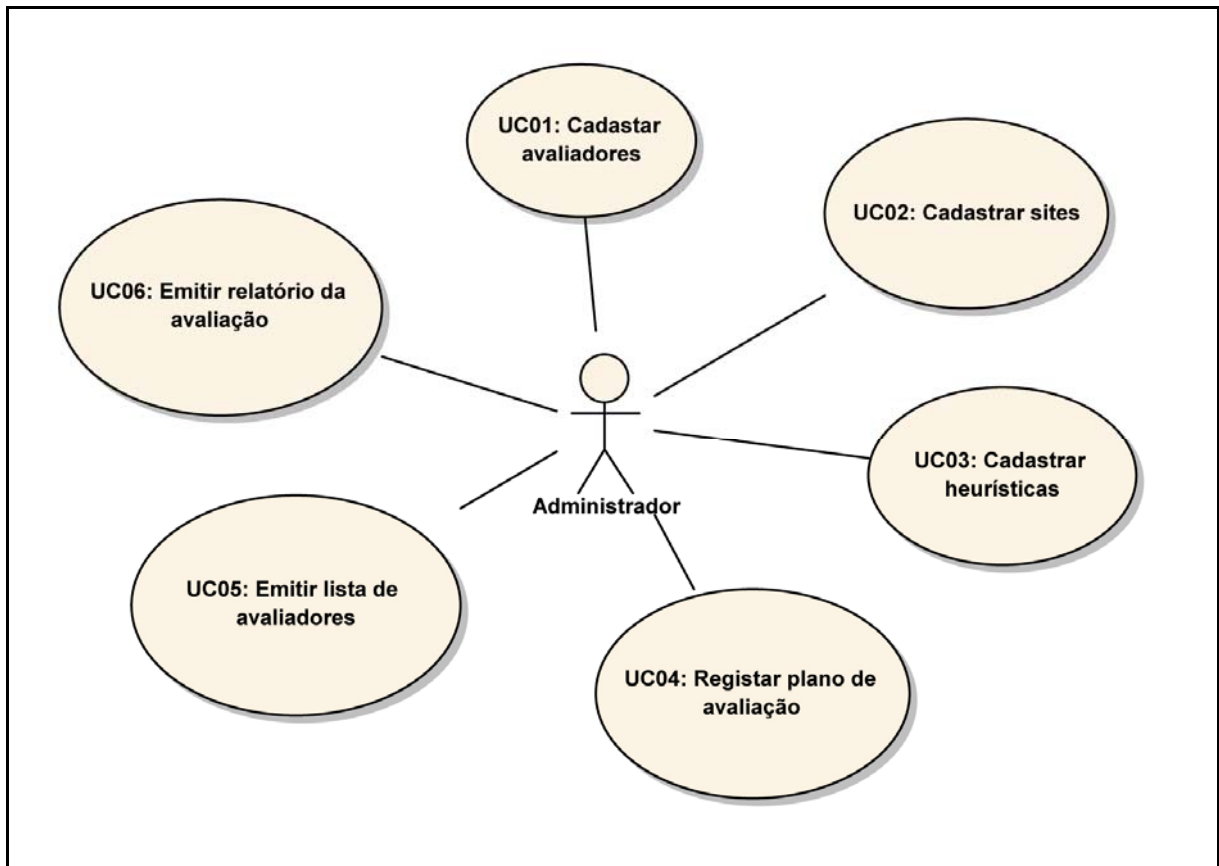 UC01: Cadastar
avaliadores
UC02: Cadastrar sites
UC06: Emitir relatório da
avaliação
UC03: Cadastrar
heurísticas
Administrador
UC05: Emitir lista de
avaliadores
UC04: Registar plano de
avaliação